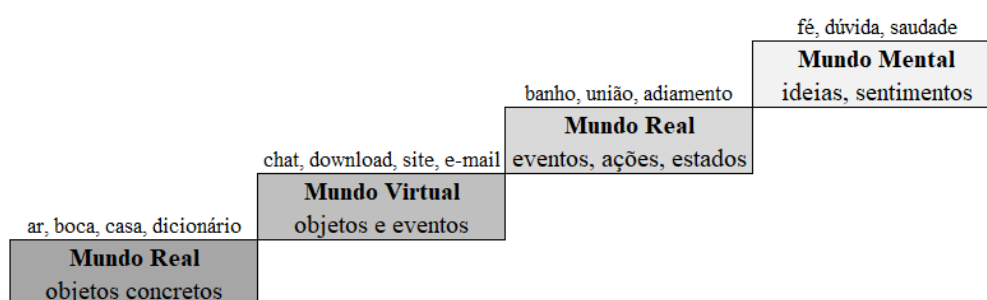 fé, dúvida, saudade
Mundo Mental
ideias, sentimentos
banho, união, adiamento
Mundo Real
eventos, ações, estados
chat, download, site, e-mail
Mundo Virtual
objetos e eventos
ar, boca, casa, dicionário
Mundo Real
objetos concretos